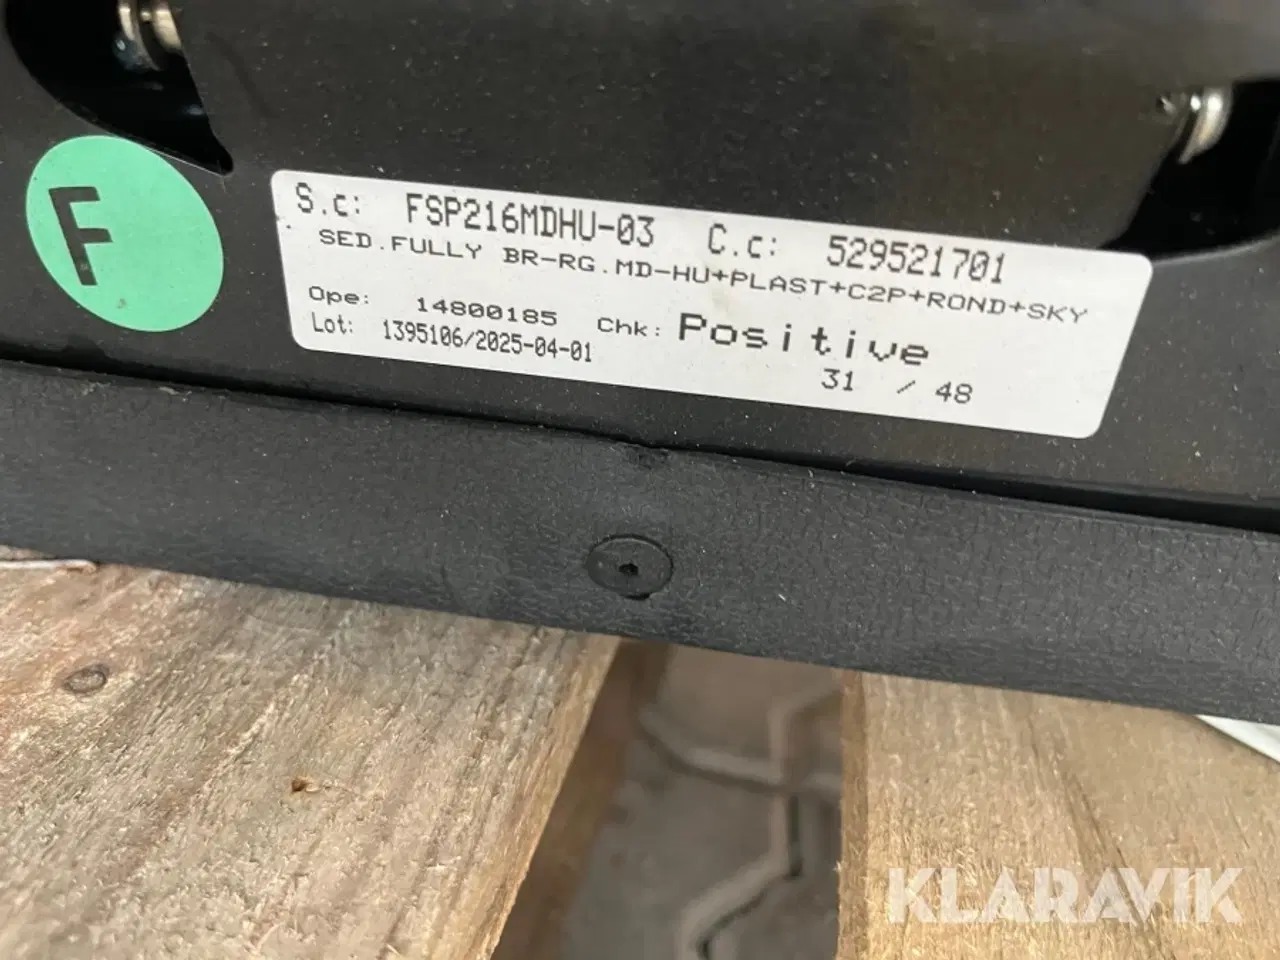 F
S.c: FSP216MDHU-03 C.c: 529521701
SED.FULLY BR-RG.MD-HU+PLAST+C2P+ROND+SKY
Ope: 14800185 Chk: Positive
Lot: 1395106/2025-04-01 31 / 48
KLARAVIK